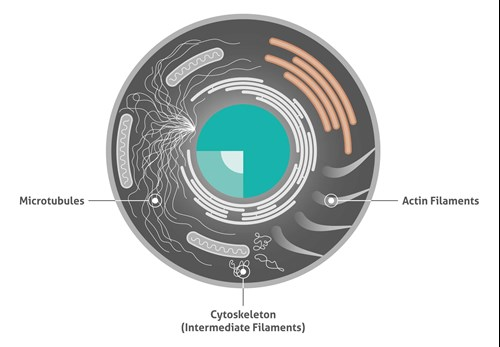 Microtubules
Actin Filaments
Cytoskeleton
(Intermediate Filaments)